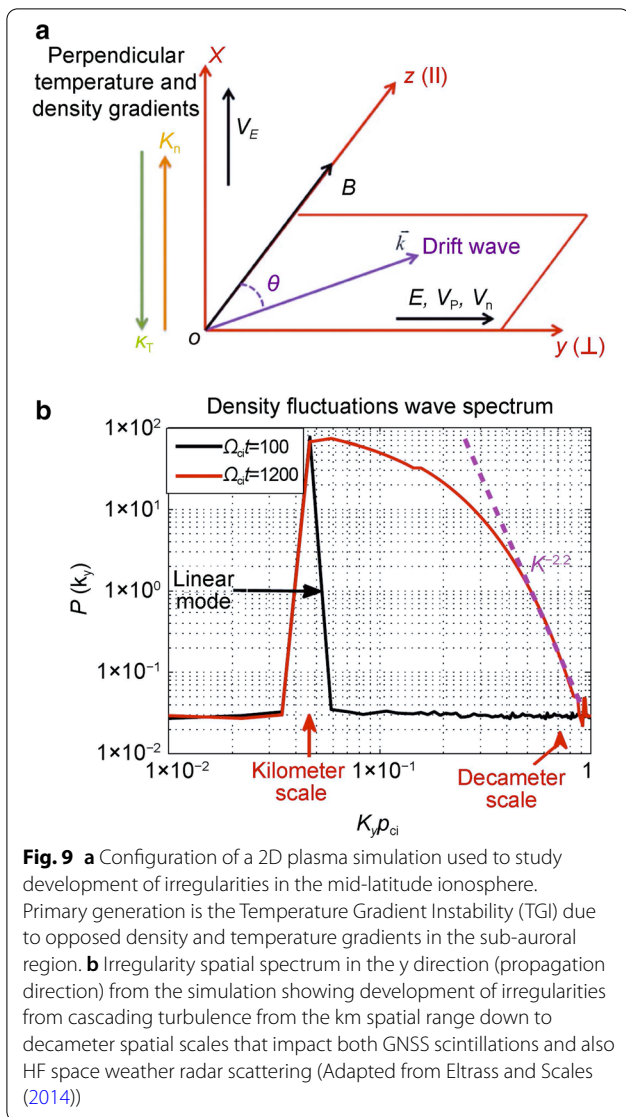 a
Perpendicular
temperature and
density gradients
X
z (II)
V_E
K_n
B
k̄
Drift wave
θ
E, V_P, V_n
κ_T
o
y (⊥)
b
Density fluctuations wave spectrum
1×10²
Ω_ci t=100
Ω_ci t=1200
1×10¹
K⁻²²
Linear
mode
P (k_y)
1×10⁰
1×10⁻¹
1×10⁻²
1×10⁻²
Kilometer
scale
1×10⁻¹
Decameter
scale
1
K_y p_ci
Fig. 9 a Configuration of a 2D plasma simulation used to study
development of irregularities in the mid-latitude ionosphere.
Primary generation is the Temperature Gradient Instability (TGI) due
to opposed density and temperature gradients in the sub-auroral
region. b Irregularity spatial spectrum in the y direction (propagation
direction) from the simulation showing development of irregularities
from cascading turbulence from the km spatial range down to
decameter spatial scales that impact both GNSS scintillations and also
HF space weather radar scattering (Adapted from Eltrass and Scales
(2014))